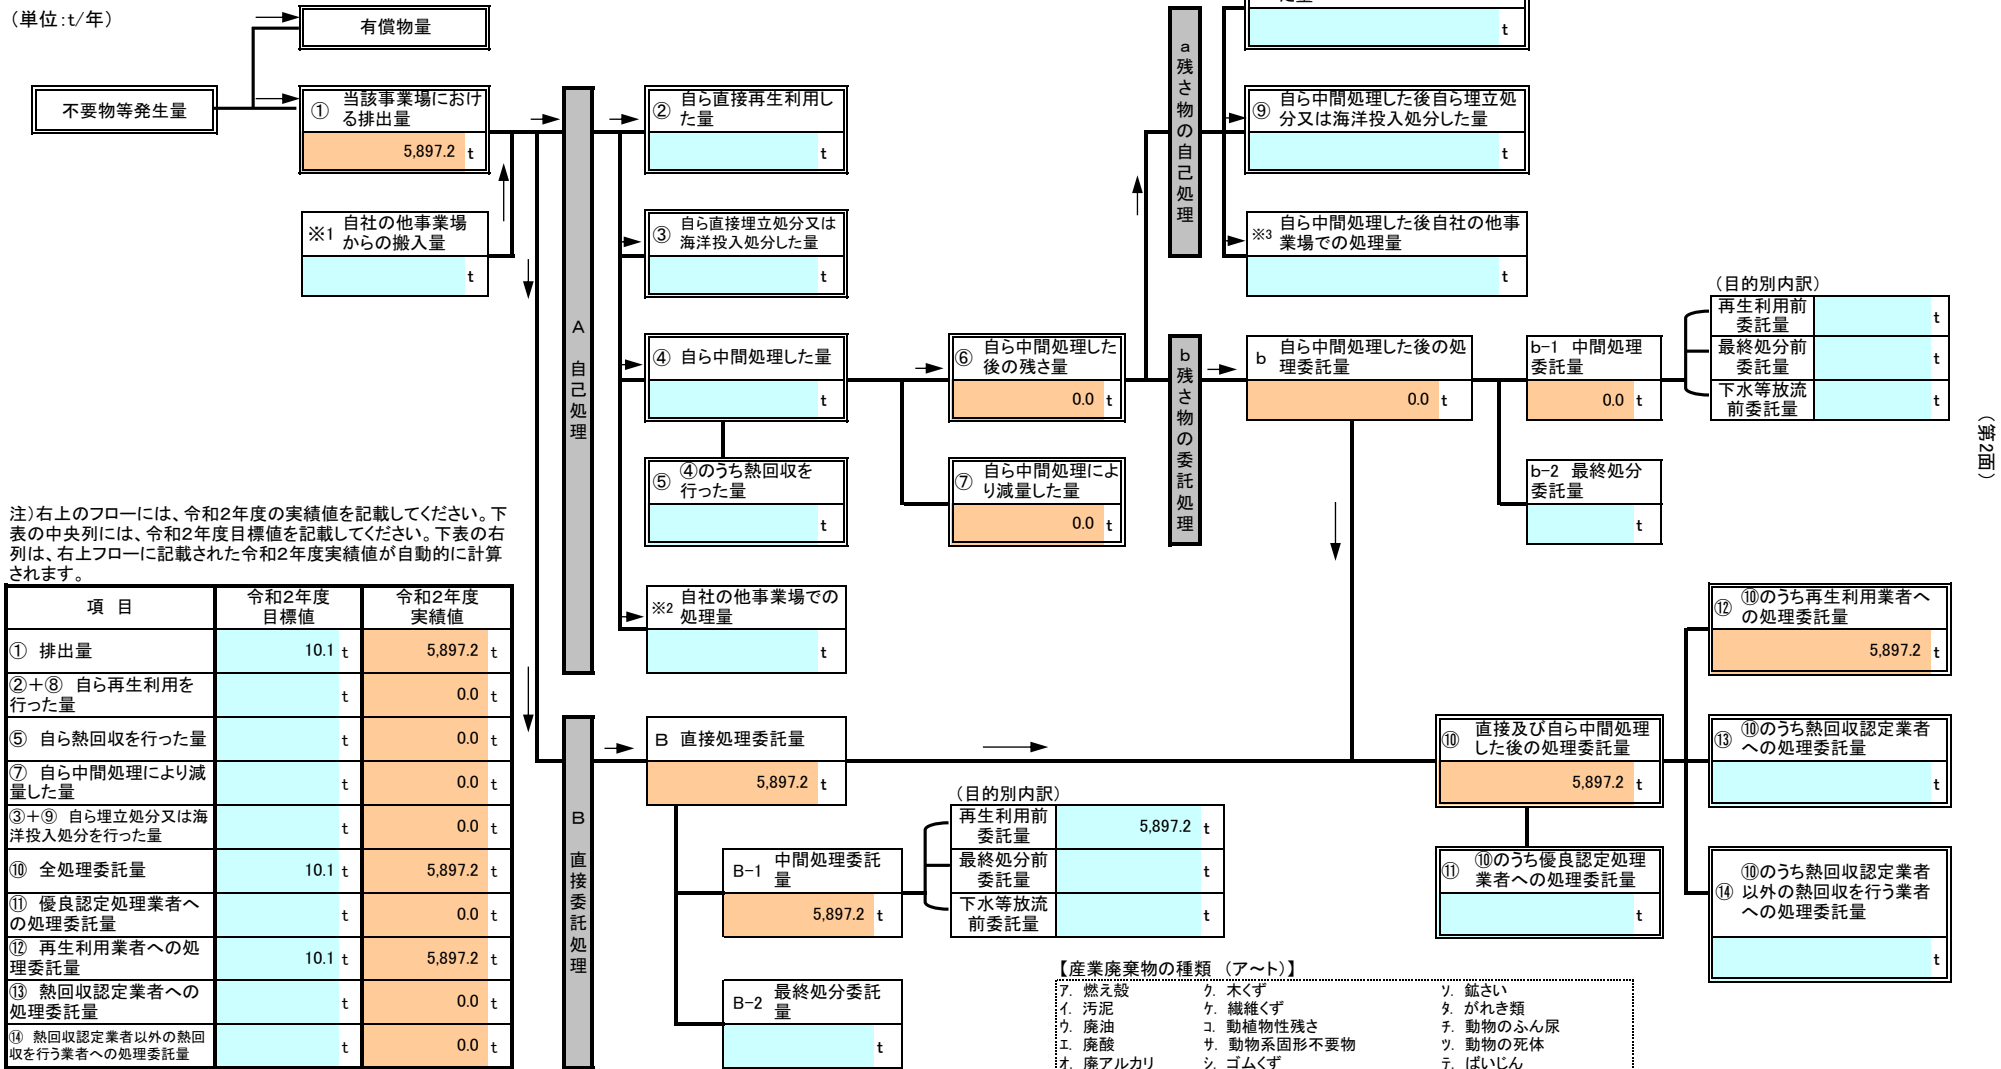 (単位:t/年)
有償物量
不要物等発生量
① 当該事業場におけ
る排出量
5,897.2 t
※1 自社の他事業場
からの搬入量
t
A 自己処理
② 自ら直接再生利用し
た量
t
③ 自ら直接埋立処分又は
海洋投入処分した量
t
④ 自ら中間処理した量
t
⑤ ④のうち熱回収を
行った量
t
※2 自社の他事業場での
処理量
t
⑥ 自ら中間処理した
後の残さ量
0.0 t
⑦ 自ら中間処理によ
り減量した量
0.0 t
a 残さ物の自己処理
t
⑨ 自ら中間処理した後自ら埋立処
分又は海洋投入処分した量
t
※3 自ら中間処理した後自社の他事
業場での処理量
t
b 残さ物の委託処理
b 自ら中間処理した後の処
理委託量
0.0 t
b-1 中間処理
委託量
0.0 t
b-2 最終処分
委託量
t
(目的別内訳)
再生利用前
委託量
t
最終処分前
委託量
t
下水等放流
前委託量
t
(第2面)
注)右上のフローには、令和2年度の実績値を記載してください。下
表の中央列には、令和2年度目標値を記載してください。下表の右
列は、右上フローに記載された令和2年度実績値が自動的に計算
されます。
項 目 令和2年度
目標値 令和2年度
実績値
① 排出量 10.1 t 5,897.2 t
②+⑧ 自ら再生利用を
行った量 t 0.0 t
⑤ 自ら熱回収を行った量 t 0.0 t
⑦ 自ら中間処理により減
量した量 t 0.0 t
③+⑨ 自ら埋立処分又は海
洋投入処分を行った量 t 0.0 t
⑩ 全処理委託量 10.1 t 5,897.2 t
⑪ 優良認定処理業者へ
の処理委託量 t 0.0 t
⑫ 再生利用業者への処
理委託量 10.1 t 5,897.2 t
⑬ 熱回収認定業者への
処理委託量 t 0.0 t
⑭ 熱回収認定業者以外の熱回
収を行う業者への処理委託量 t 0.0 t
B 直接委託処理
B 直接処理委託量
5,897.2 t
B-1 中間処理委託
量
5,897.2 t
B-2 最終処分委託
量
t
(目的別内訳)
再生利用前
委託量
5,897.2 t
最終処分前
委託量
t
下水等放流
前委託量
t
⑩ 直接及び自ら中間処理
した後の処理委託量
5,897.2 t
⑪ ⑩のうち優良認定処理
業者への処理委託量
t
⑫ ⑩のうち再生利用業者へ
の処理委託量
5,897.2 t
⑬ ⑩のうち熱回収認定業者
への処理委託量
t
⑭ ⑩のうち熱回収認定業者
以外の熱回収を行う業者
への処理委託量
t
【産業廃棄物の種類 (ア~ト)】
ア. 燃え殻 ク. 木くず ソ. 鉱さい
イ. 汚泥 ケ. 繊維くず タ. がれき類
ウ. 廃油 コ. 動植物性残さ チ. 動物のふん尿
エ. 廃酸 サ. 動物系固形不要物 ツ. 動物の死体
オ. 廃アルカリ シ. ゴムくず テ. ばいじん